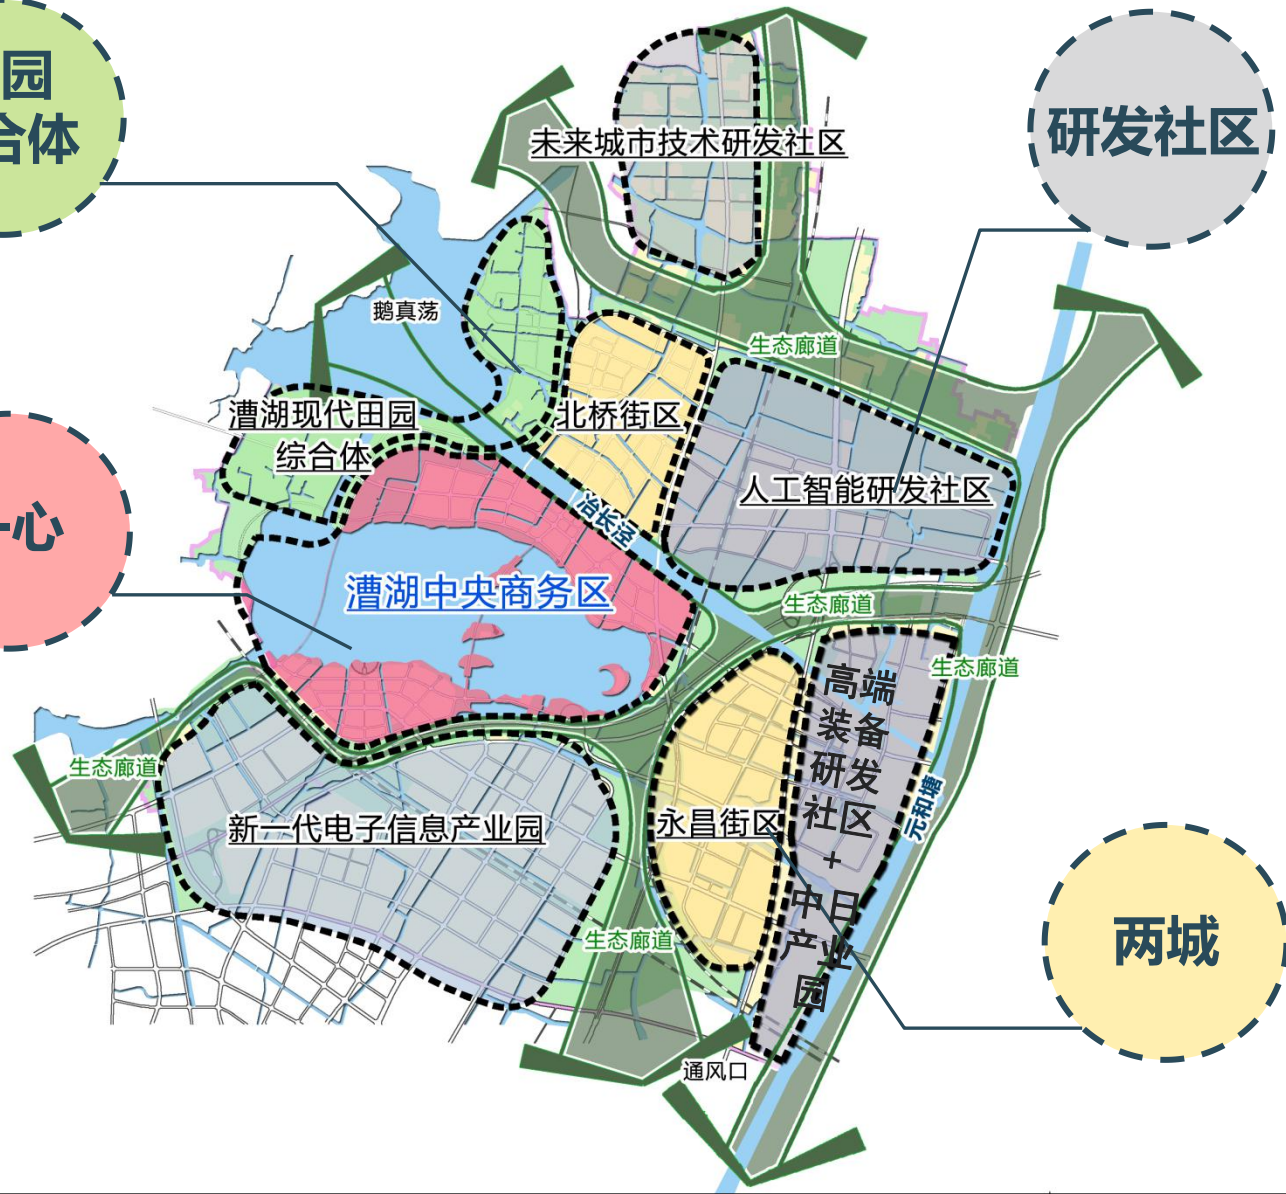 园
合体
研发社区
未来城市技术研发社区
鹅真荡
生态廊道
漕湖现代田园
综合体
北桥街区
人工智能研发社区
冶长泾
一心
漕湖中央商务区
生态廊道
生态廊道
高端
装备
研发
社区
+
中日
产业
园
生态廊道
元和塘
新一代电子信息产业园
永昌街区
两城
生态廊道
通风口